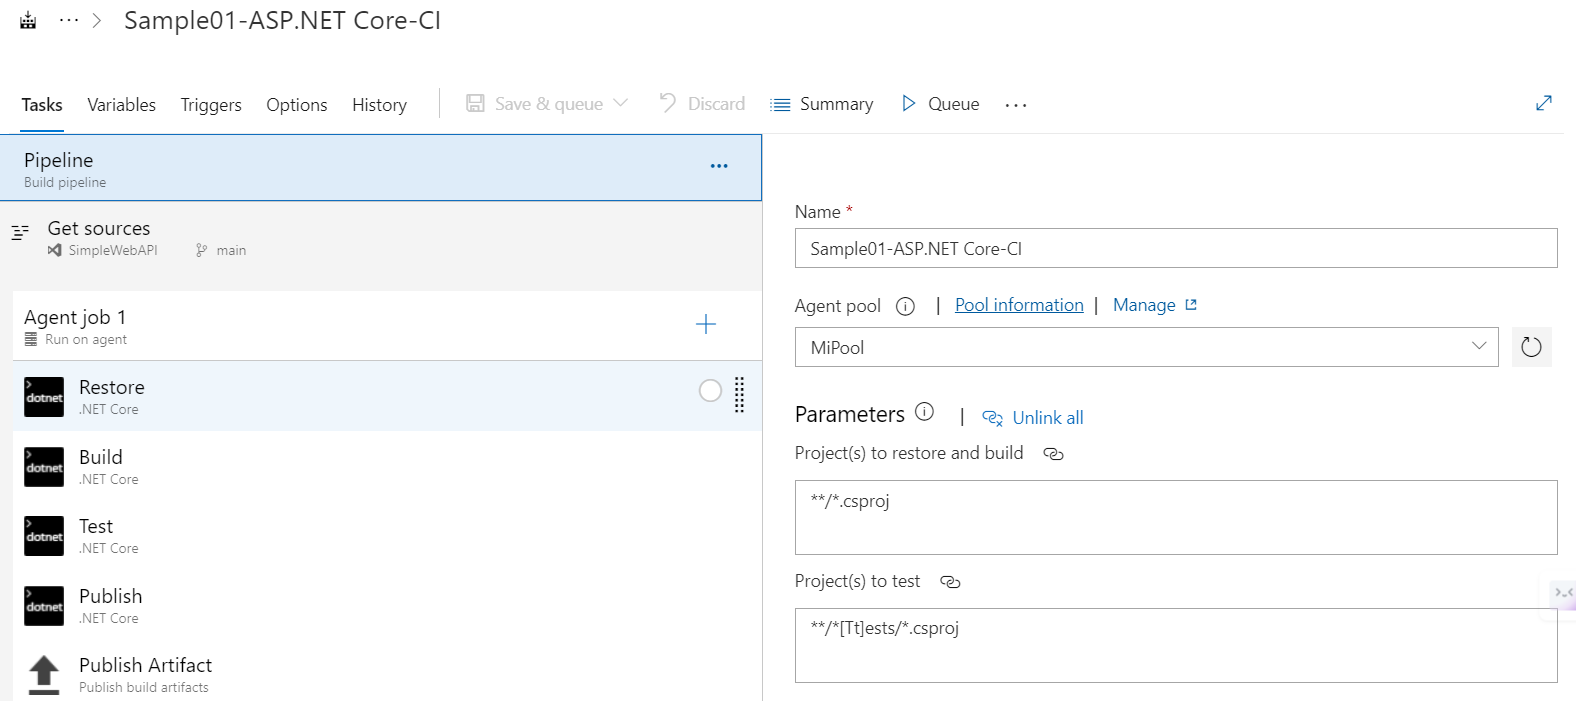 Sample01-ASP.NET Core-CI
Tasks Variables Triggers Options History Save & queue Discard Summary Queue
Pipeline
Build pipeline
Get sources
SimpleWebAPI main
Agent job 1
Run on agent
dotnet Restore
.NET Core
dotnet Build
.NET Core
dotnet Test
.NET Core
dotnet Publish
.NET Core
Publish Artifact
Publish build artifacts
Name *
Sample01-ASP.NET Core-CI
Agent pool | Pool information | Manage
MiPool
Parameters | Unlink all
Project(s) to restore and build
**/*.csproj
Project(s) to test
**/*[Tt]ests/*.csproj